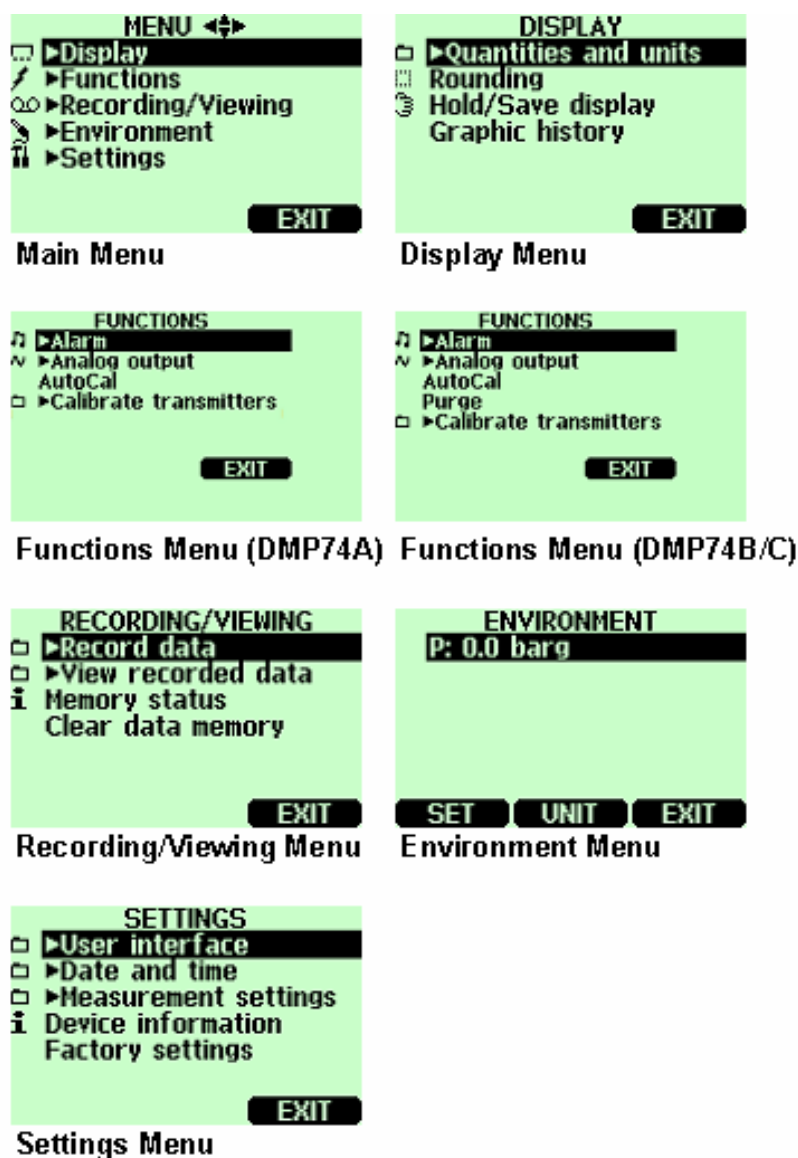 MENU
▶Display
▶Functions
▶Recording/Viewing
▶Environment
▶Settings
EXIT
Main Menu
DISPLAY
▶Quantities and units
Rounding
Hold/Save display
Graphic history
EXIT
Display Menu
FUNCTIONS
▶Alarm
▶Analog output
AutoCal
▶Calibrate transmitters
EXIT
Functions Menu (DMP74A)
FUNCTIONS
▶Alarm
▶Analog output
AutoCal
Purge
▶Calibrate transmitters
EXIT
Functions Menu (DMP74B/C)
RECORDING/VIEWING
▶Record data
▶View recorded data
Memory status
Clear data memory
EXIT
Recording/Viewing Menu
ENVIRONMENT
P: 0.0 barg
SET UNIT EXIT
Environment Menu
SETTINGS
▶User interface
▶Date and time
▶Measurement settings
Device information
Factory settings
EXIT
Settings Menu